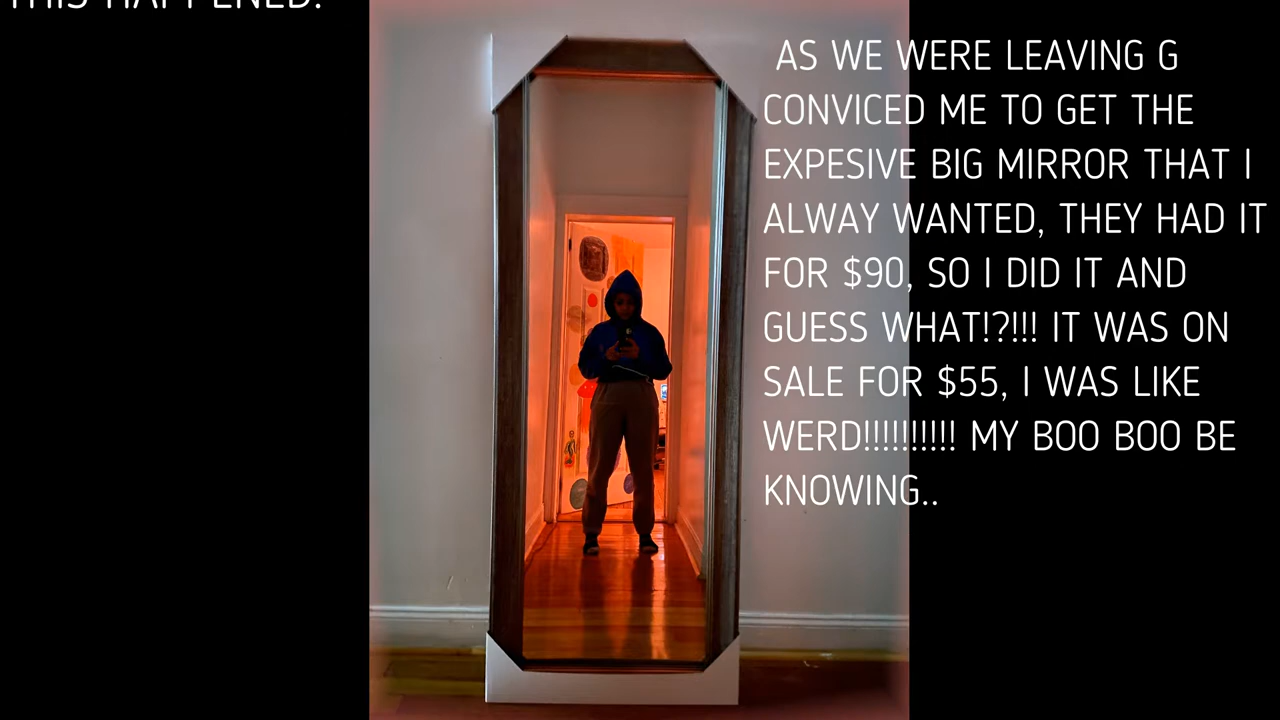 THIS HAPPENED.
AS WE WERE LEAVING G
CONVICED ME TO GET THE
EXPESIVE BIG MIRROR THAT I
ALWAY WANTED, THEY HAD IT
FOR $90, SO I DID IT AND
GUESS WHAT!?!!! IT WAS ON
SALE FOR $55, I WAS LIKE
WERD!!!!!!!!!! MY BOO BOO BE
KNOWING..